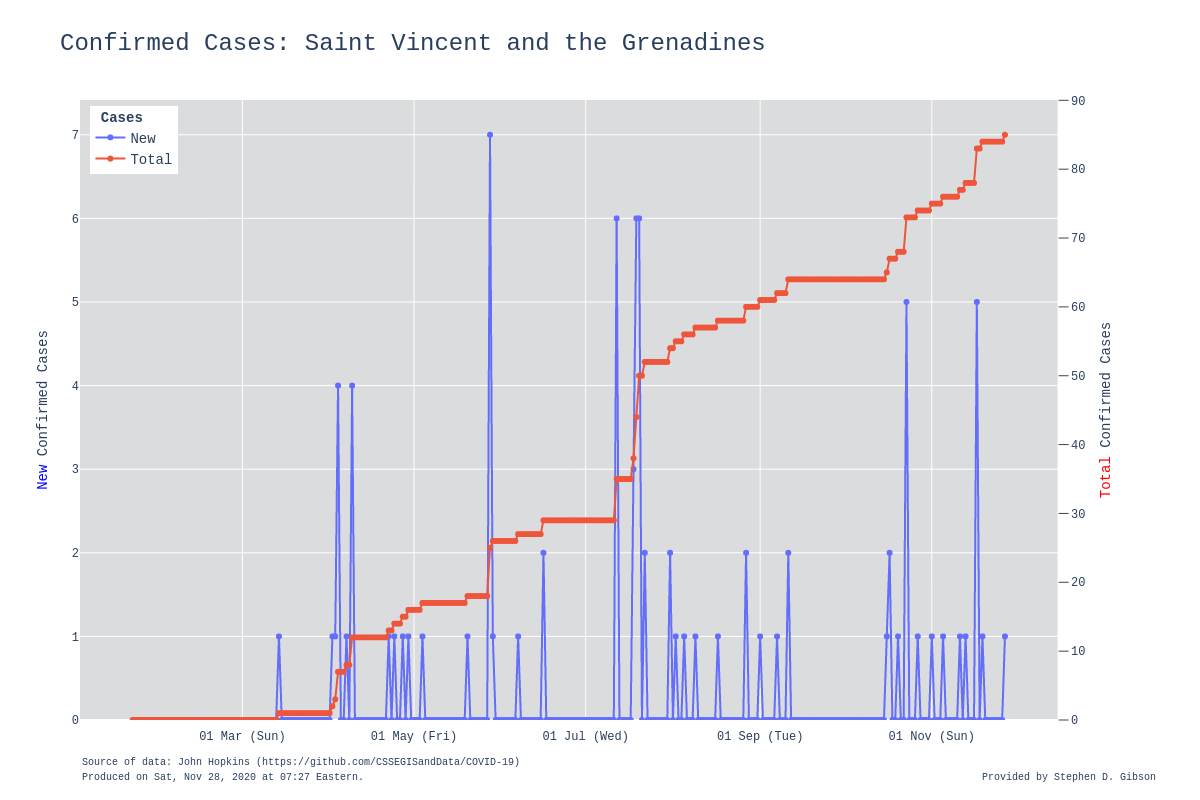 Confirmed Cases: Saint Vincent and the Grenadines
Cases
New
Total
7
6
5
4
3
2
1
0
New Confirmed Cases
90
80
70
60
50
40
30
20
10
0
Total Confirmed Cases
01 Mar (Sun) 01 May (Fri) 01 Jul (Wed) 01 Sep (Tue) 01 Nov (Sun)
Source of data: John Hopkins (https://github.com/CSSEGISandData/COVID-19)
Produced on Sat, Nov 28, 2020 at 07:27 Eastern.
Provided by Stephen D. Gibson